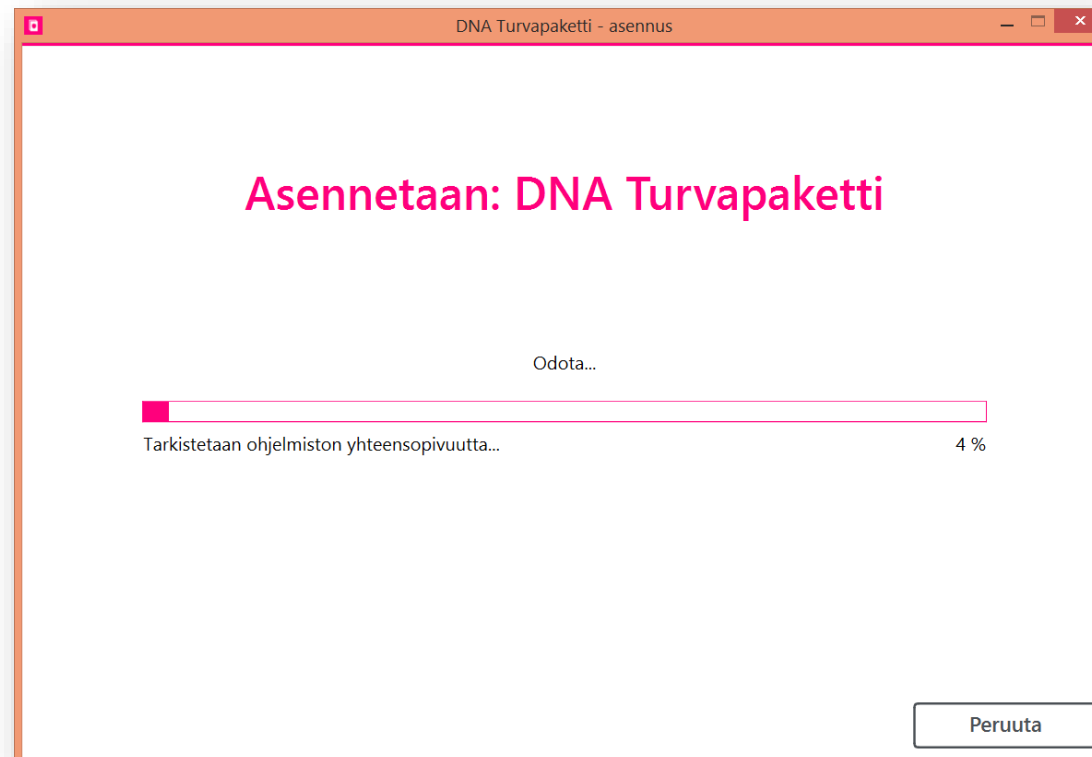 DNA Turvapaketti - asennus
Asennetaan: DNA Turvapaketti
Odota...
Tarkistetaan ohjelmiston yhteensopivuutta...
4 %
Peruuta